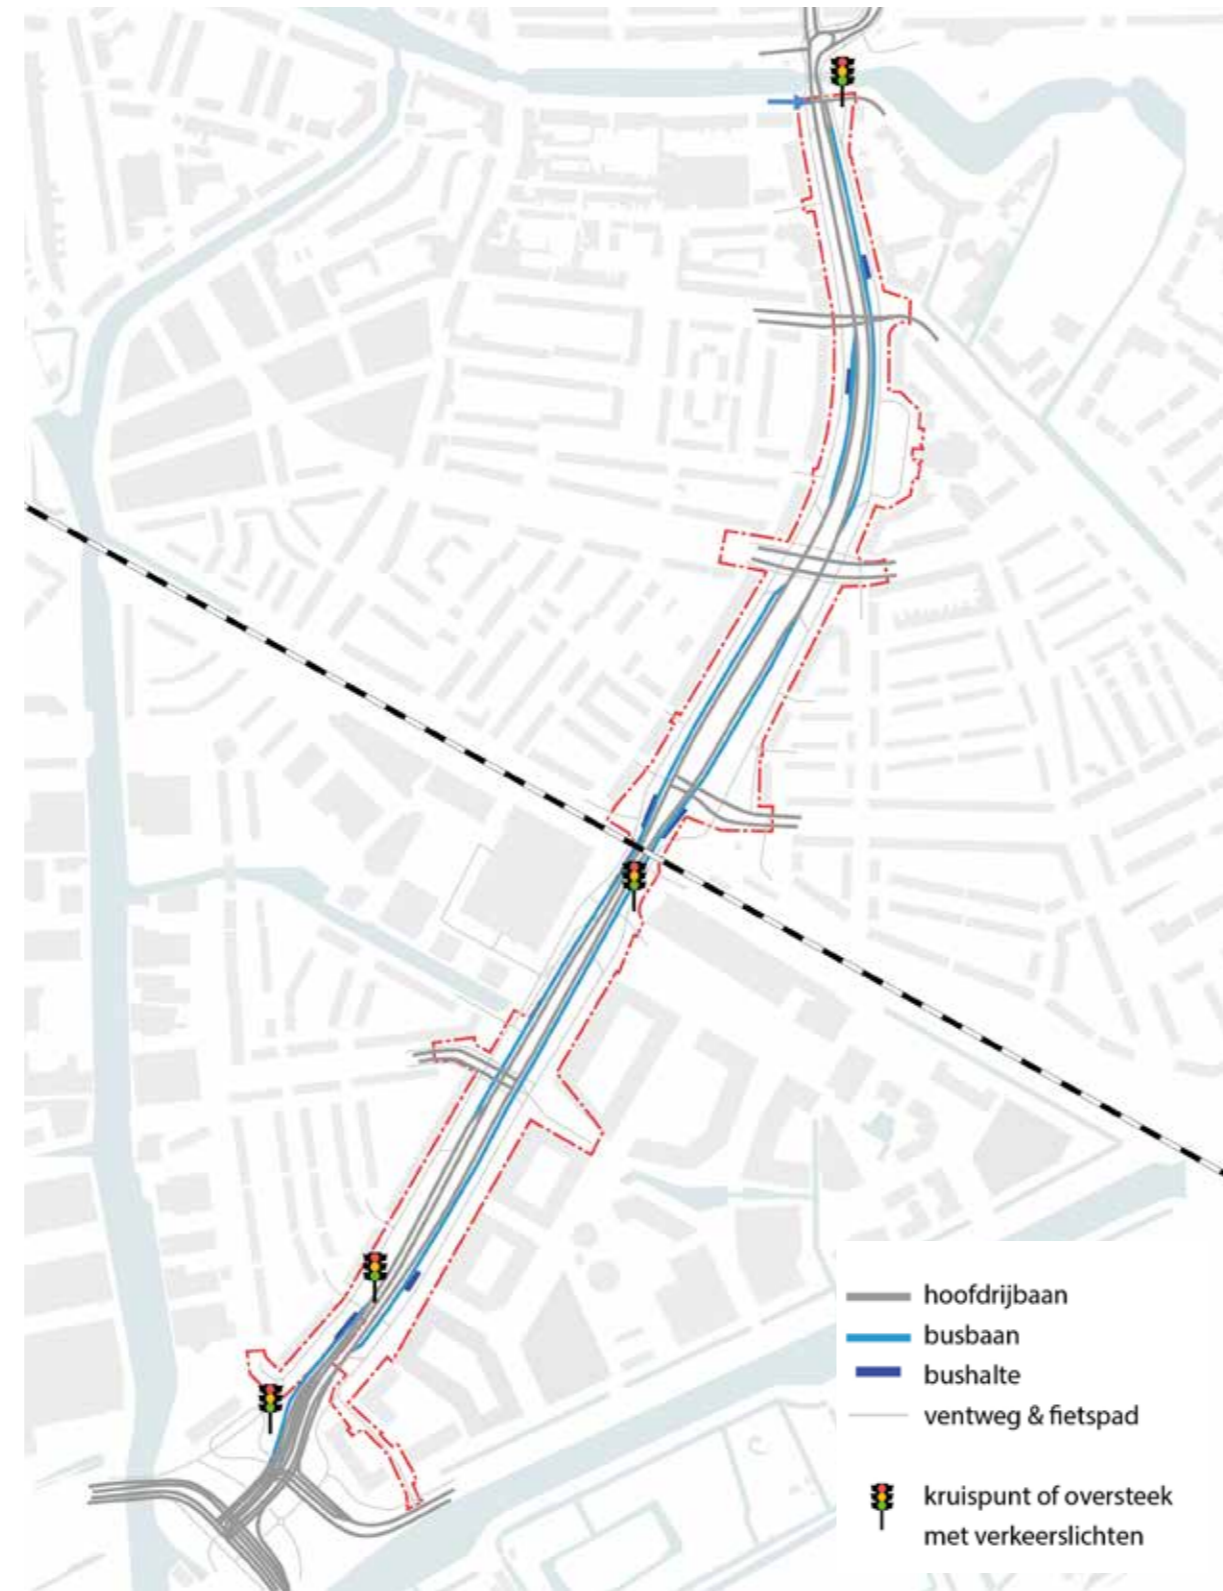 hoofdrijbaan
busbaan
bushalte
ventweg & fietspad
kruispunt of oversteek
met verkeerslichten